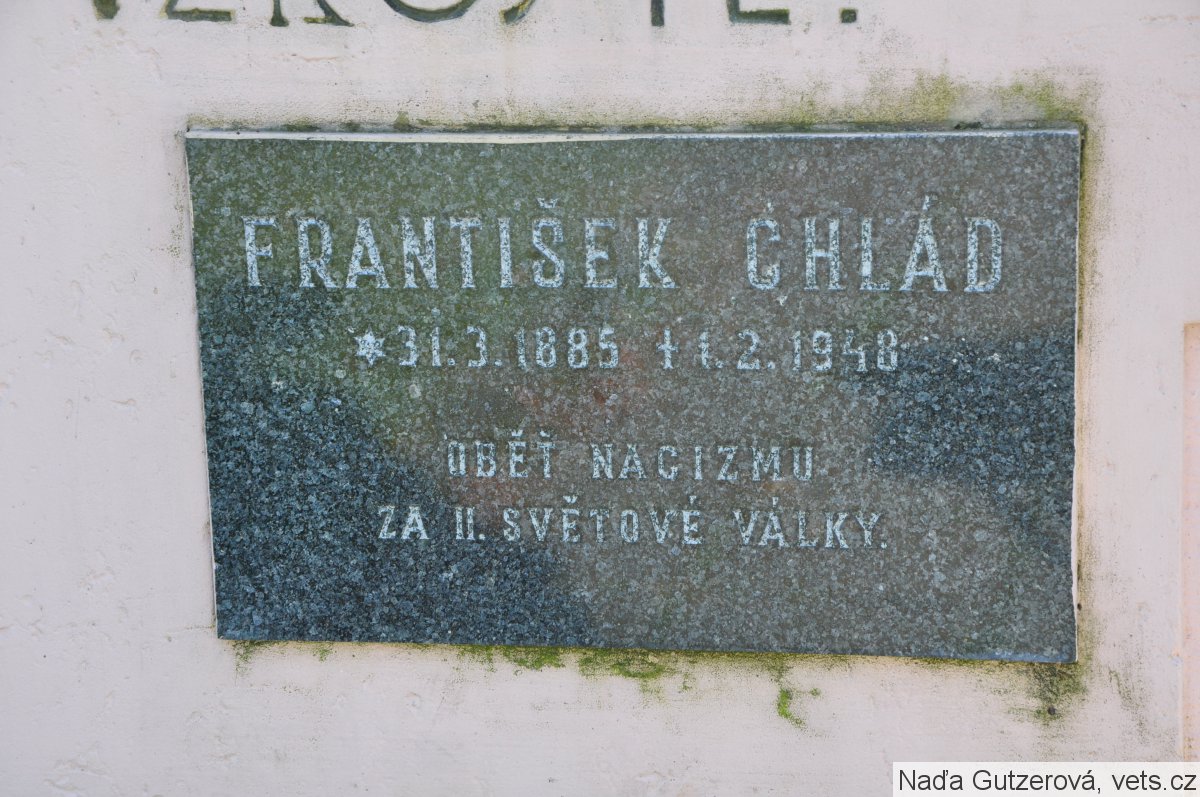 FRANTIŠEK CHLÁD
* 31.3.1885 † 1.2.1948
OBĚŤ NACIZMU
ZA II. SVĚTOVÉ VÁLKY.
Naďa Gutzerová, vets.cz